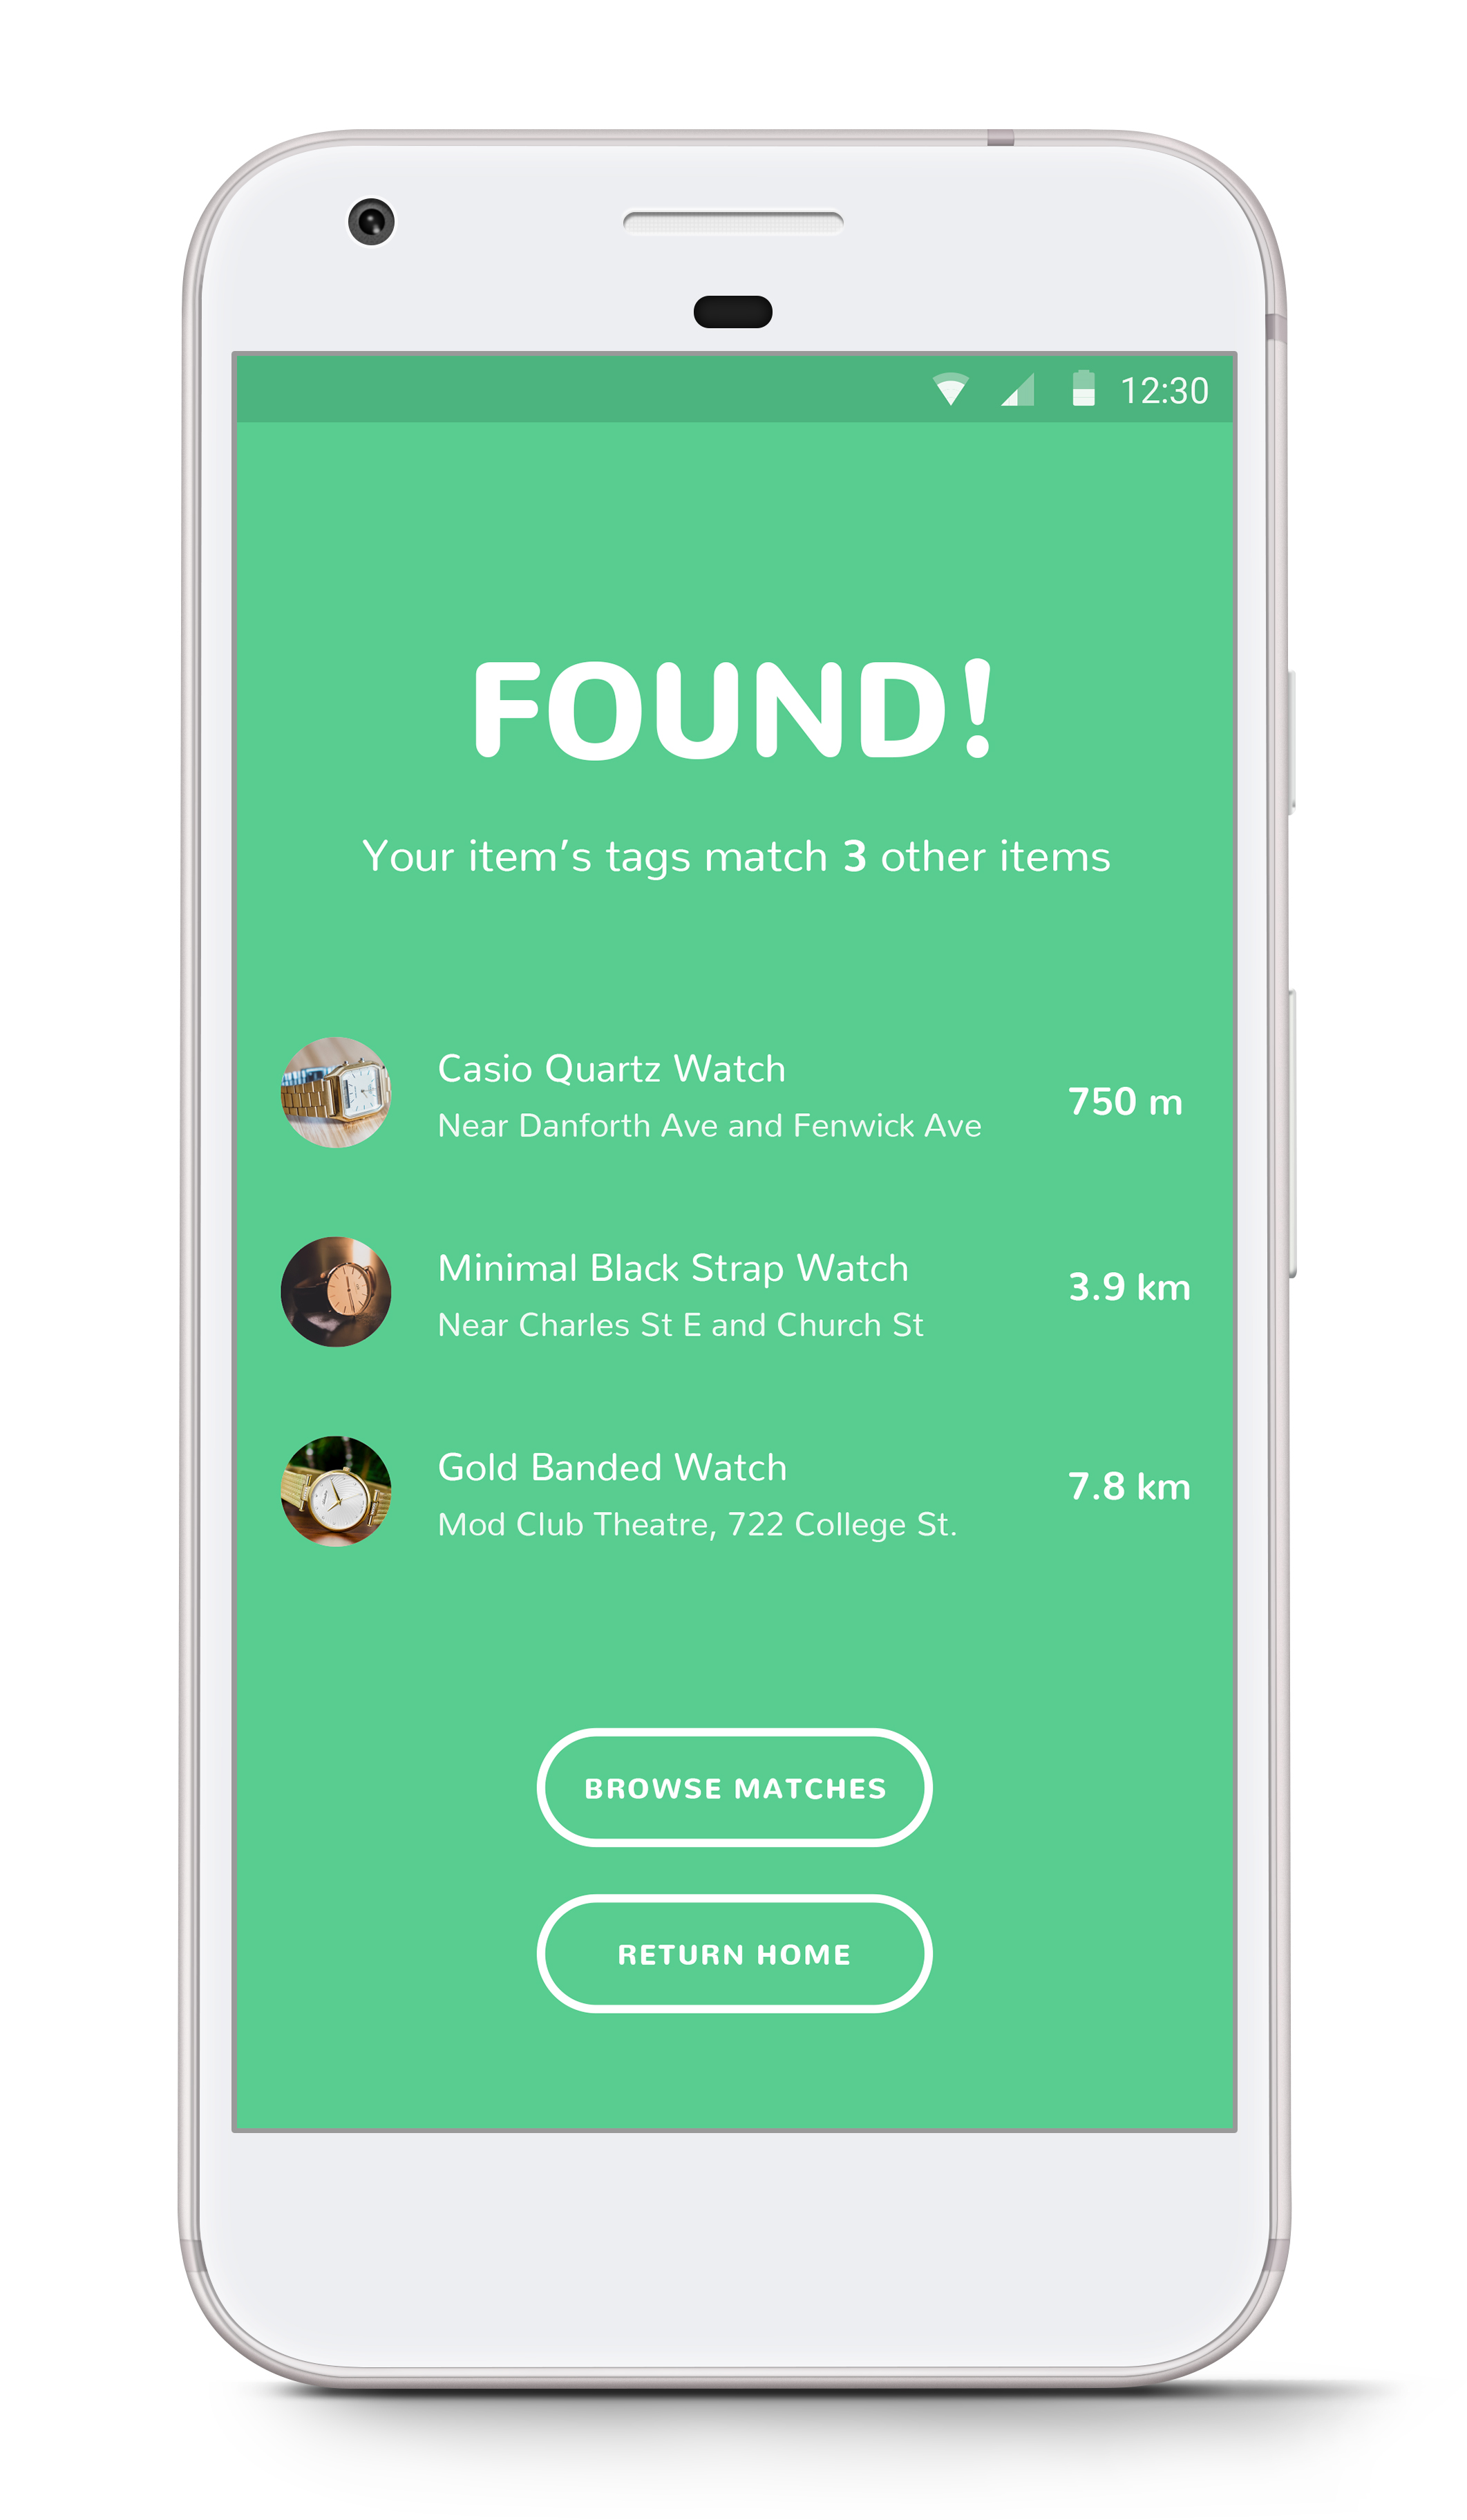 12:30
FOUND!
Your item's tags match 3 other items
Casio Quartz Watch
Near Danforth Ave and Fenwick Ave
750 m
Minimal Black Strap Watch
Near Charles St E and Church St
3.9 km
Gold Banded Watch
Mod Club Theatre, 722 College St.
7.8 km
BROWSE MATCHES
RETURN HOME